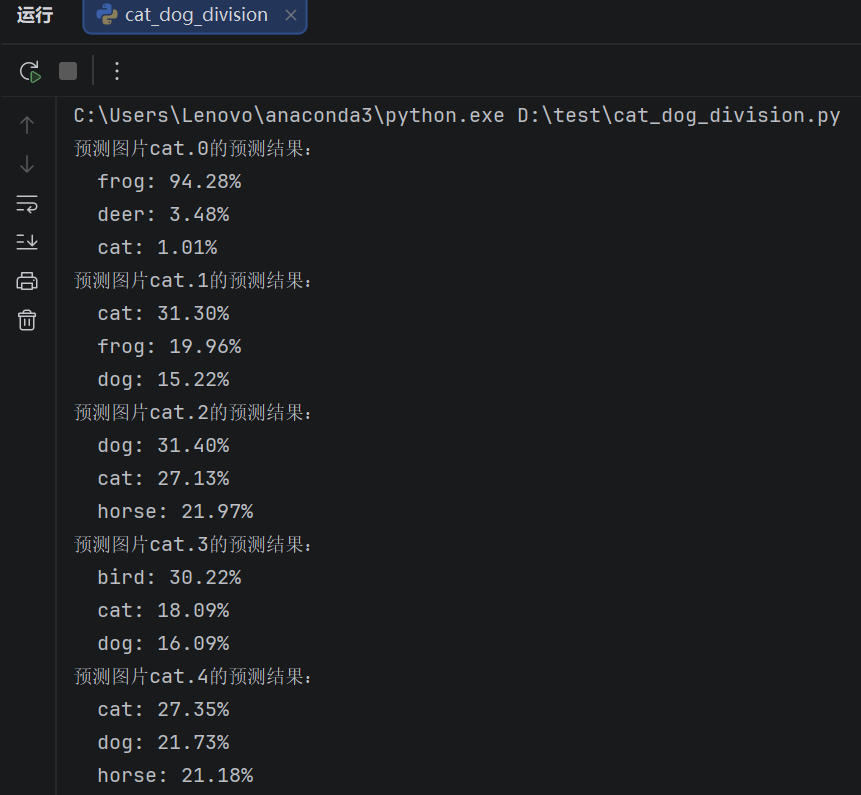 运行 cat_dog_division
C:\Users\Lenovo\anaconda3\python.exe D:\test\cat_dog_division.py
预测图片cat.0的预测结果:
frog: 94.28%
deer: 3.48%
cat: 1.01%
预测图片cat.1的预测结果:
cat: 31.30%
frog: 19.96%
dog: 15.22%
预测图片cat.2的预测结果:
dog: 31.40%
cat: 27.13%
horse: 21.97%
预测图片cat.3的预测结果:
bird: 30.22%
cat: 18.09%
dog: 16.09%
预测图片cat.4的预测结果:
cat: 27.35%
dog: 21.73%
horse: 21.18%